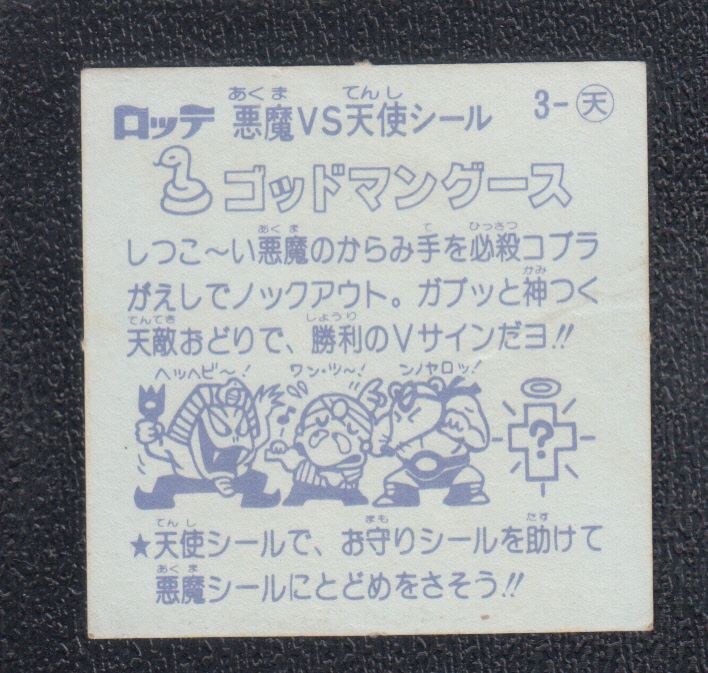 ロッテ 悪魔VS天使シール 3-天
あくま てんし
ゴッドマングース
あくま て ひっさつ
しつこ～い悪魔のからみ手を必殺コブラ
かみ
がえしでノックアウト。ガブッと神つく
てんてき しょうり
天敵おどりで、勝利のVサインだヨ!!
ヘッヘビ～! ワン・ツ～! ンノヤロッ!
?
てんし まも たす
★天使シールで、お守りシールを助けて
あくま
悪魔シールにとどめをさそう!!